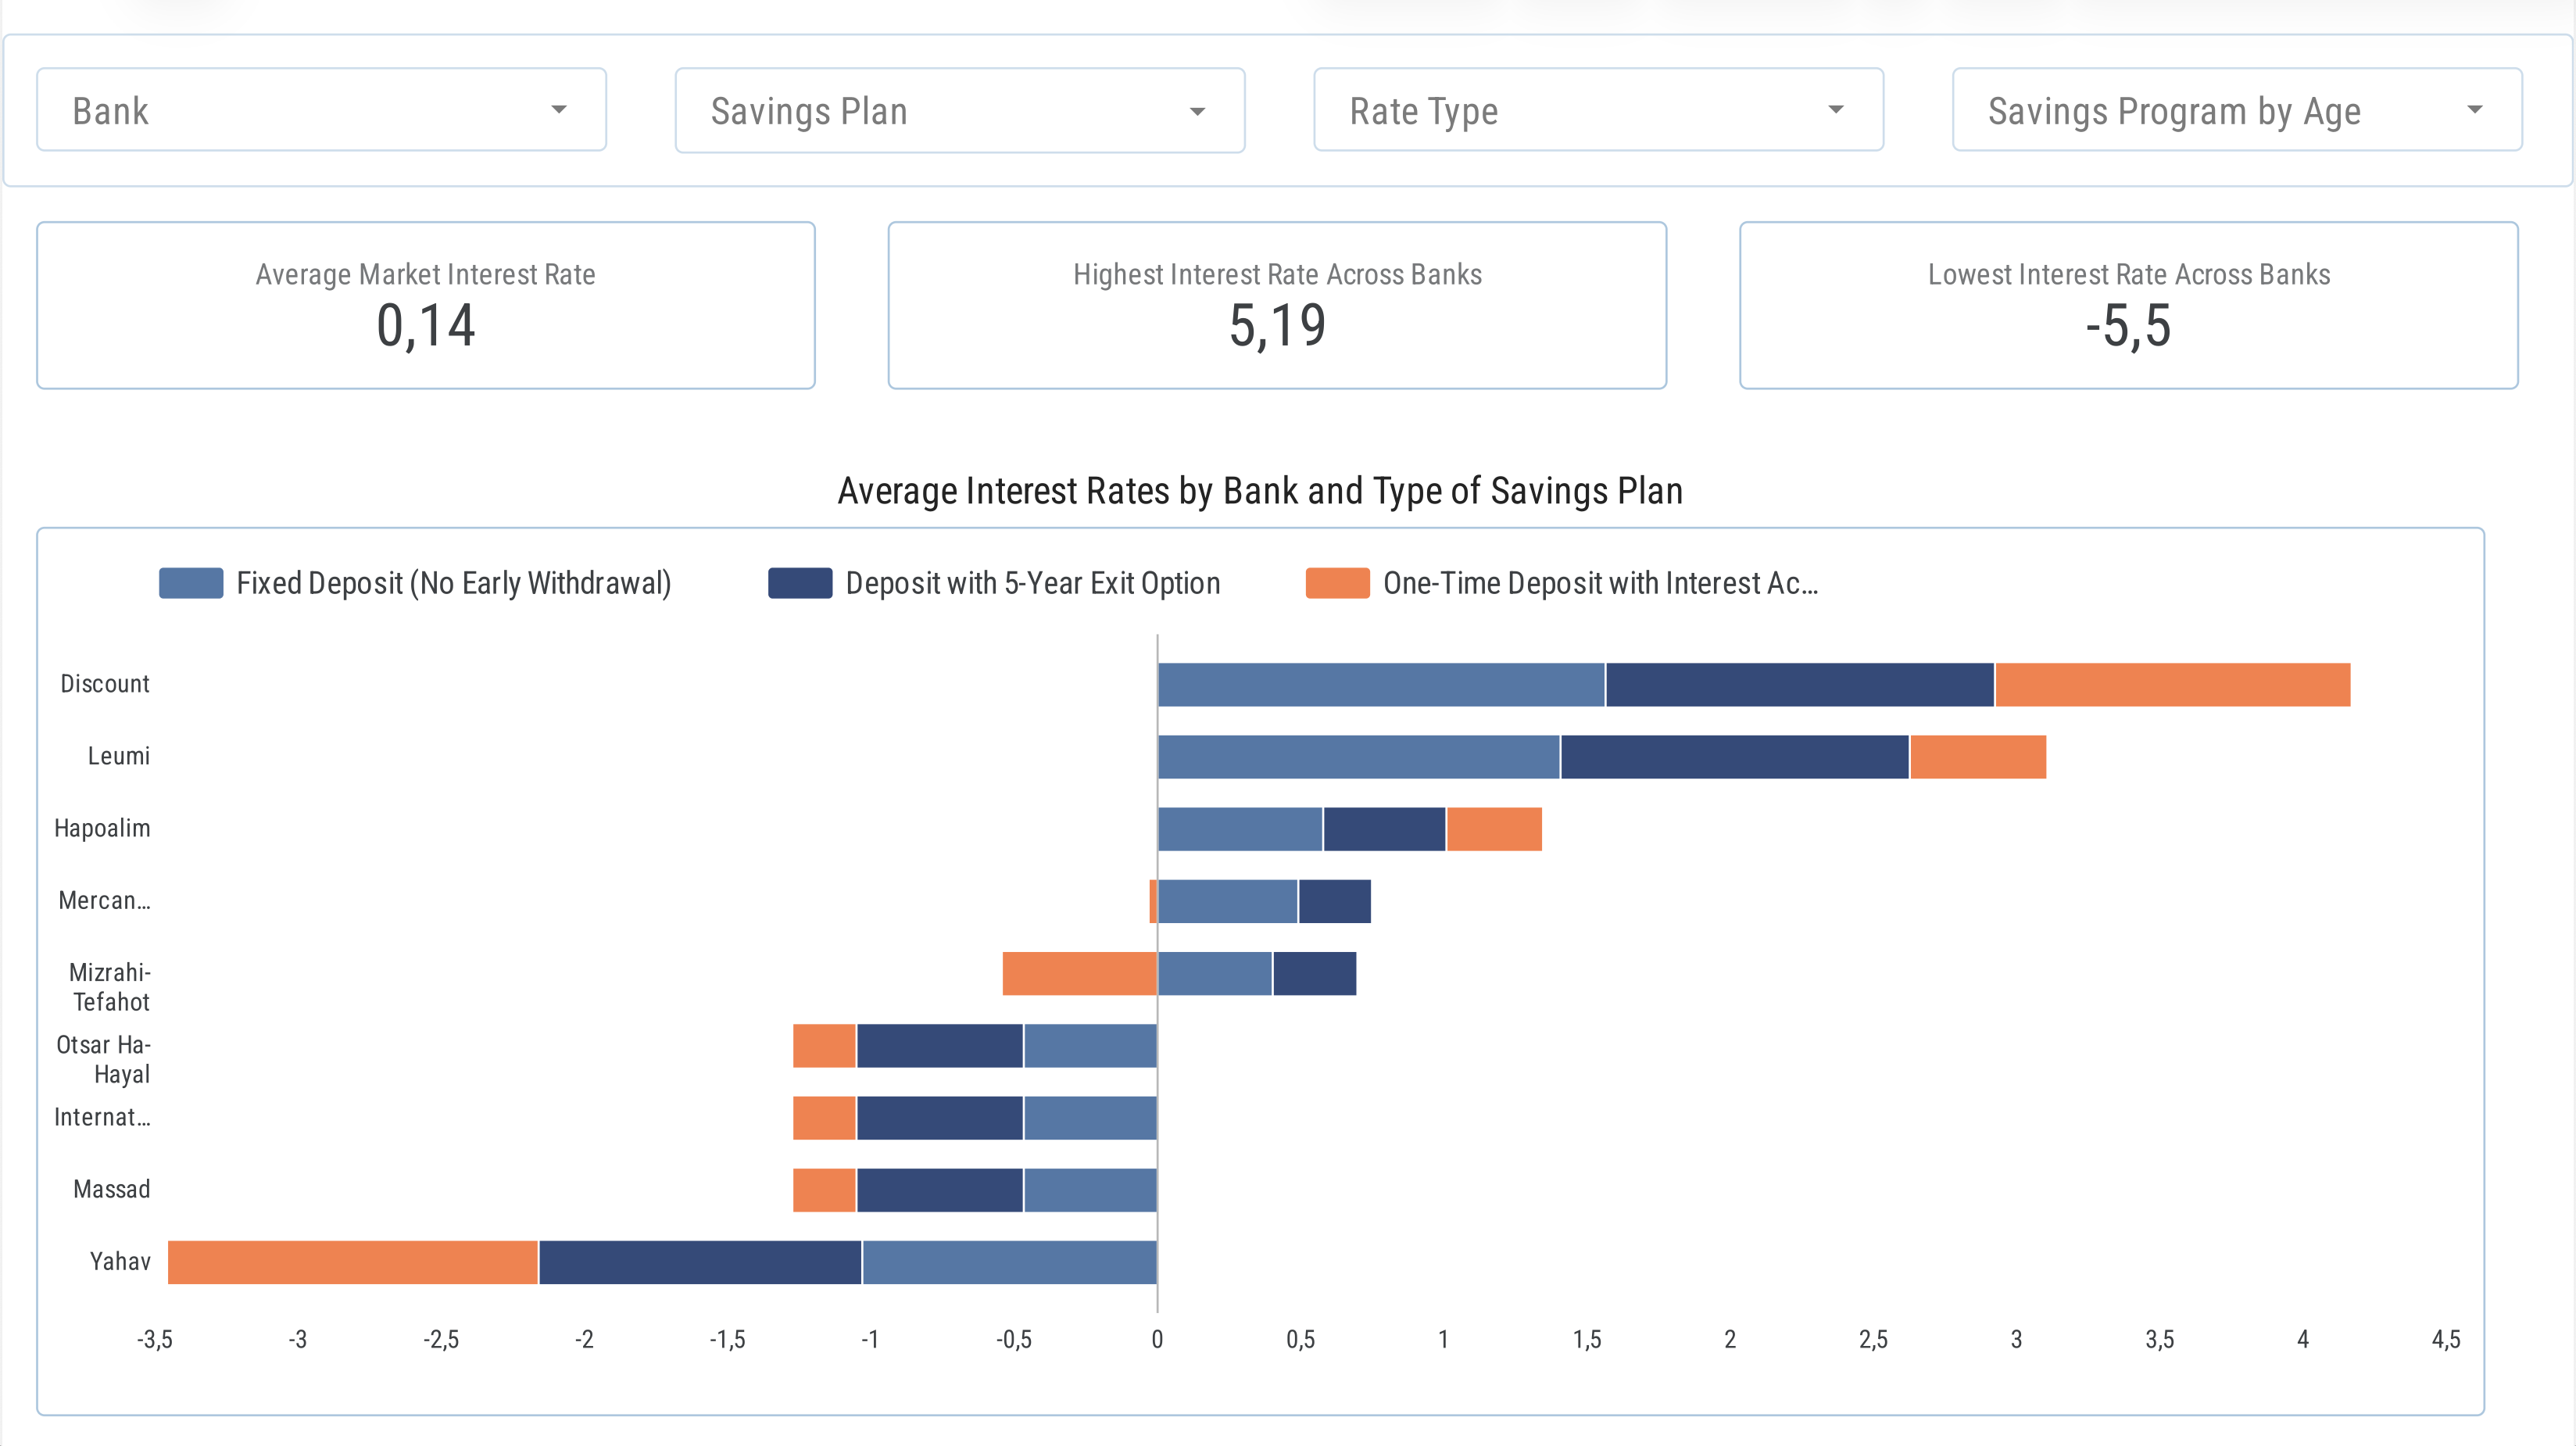 Bank
Savings Plan
Rate Type
Savings Program by Age
Average Market Interest Rate
0,14
Highest Interest Rate Across Banks
5,19
Lowest Interest Rate Across Banks
-5,5
Average Interest Rates by Bank and Type of Savings Plan
Fixed Deposit (No Early Withdrawal)
Deposit with 5-Year Exit Option
One-Time Deposit with Interest Ac...
Discount
Leumi
Hapoalim
Mercan...
Mizrahi-
Tefahot
Otsar Ha-
Hayal
Internat...
Massad
Yahav
-3,5 -3 -2,5 -2 -1,5 -1 -0,5 0 0,5 1 1,5 2 2,5 3 3,5 4 4,5